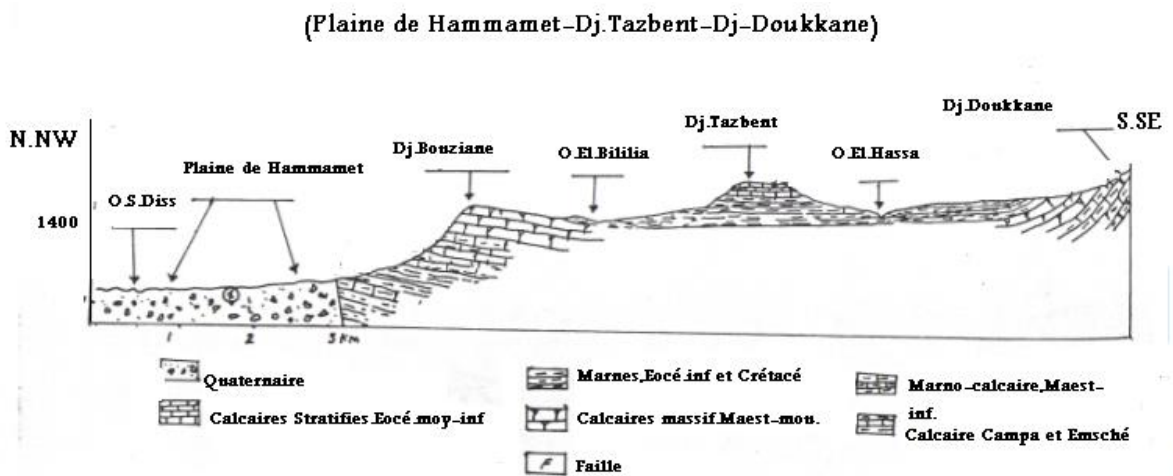 (Plaine de Hammamet-Dj.Tazbent-Dj-Doukkane)
Dj.Doukkane
N.NW
S.SE
Dj.Bouziane
Dj.Tazbent
O.El.Bililia
O.El.Hassa
Plaine de Hammamet
O.S.Diss
1400
1
2
3 Km
Quaternaire
Marnes,Eocé.inf et Crétacé
Marno-calcaire,Maest-
inf.
Calcaires Stratifies.Eocé.moy-inf
Calcaires massif.Maest-mou.
Calcaire Campa et Emsché
F
Faille